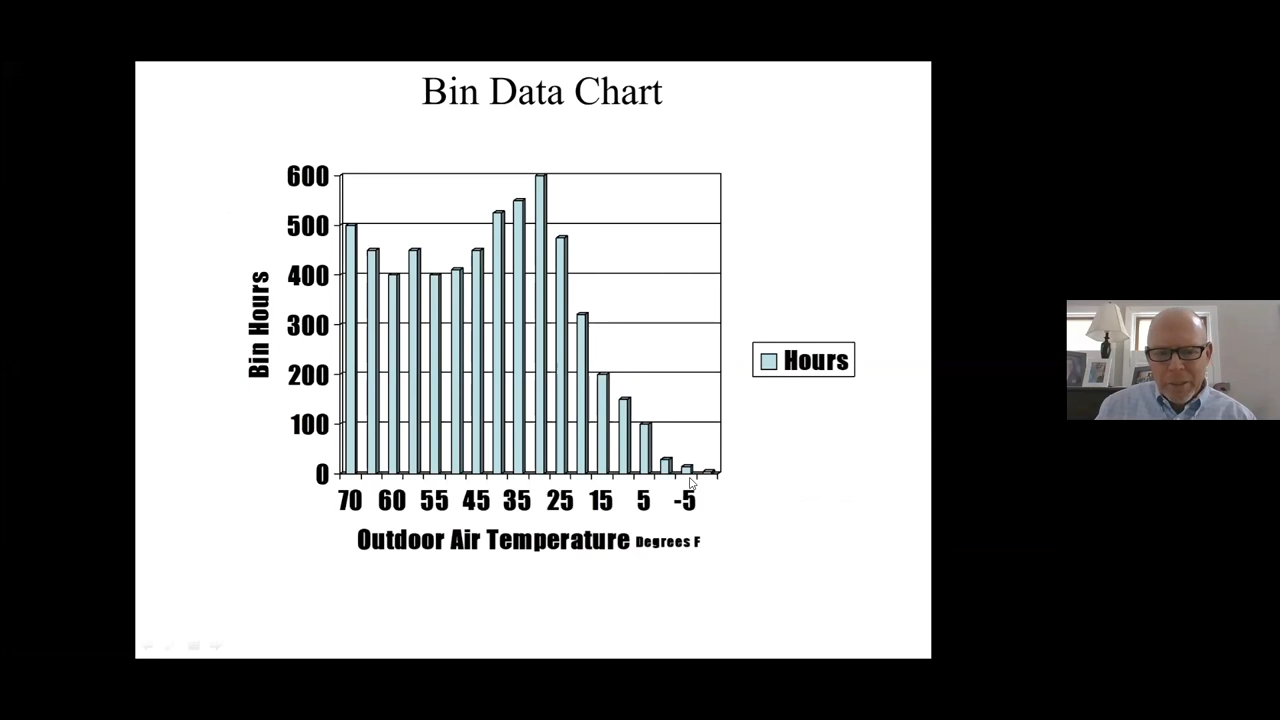 Bin Data Chart
600
500
400
300
200
100
0
Bin Hours
70 60 55 45 35 25 15 5 -5
Outdoor Air Temperature Degrees F
Hours